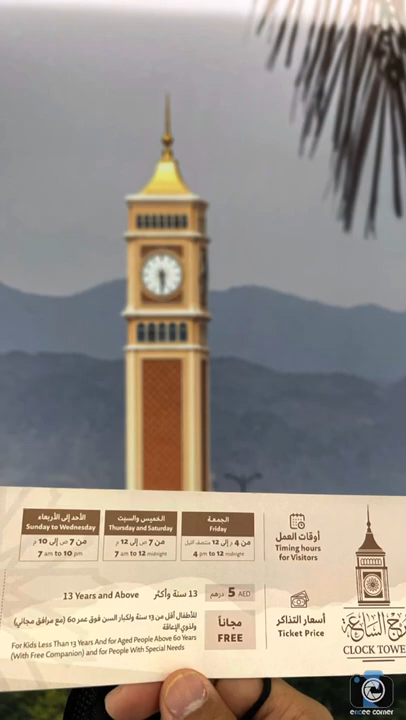 الأحد إلى الأربعاء
Sunday to Wednesday
من 7 ص إلى 10 م
7 am to 10 pm
الخميس والسبت
Thursday and Saturday
من 7 ص إلى 12 م
7 am to 12 midnight
الجمعة
Friday
من 4 م إلى 12 منتصف الليل
4 pm to 12 midnight
أوقات العمل
Timing hours
for Visitors
13 Years and Above
13 سنة وأكثر
5 درهم AED
للأطفال أقل من 13 سنة ولكبار السن فوق عمر 60 (مع مرافق مجاني)
ولذوي الإعاقة
For Kids Less Than 13 Years And for Aged People Above 60 Years
(With Free Companion) and for People With Special Needs
مجاناً
FREE
أسعار التذاكر
Ticket Price
برج الساعة
CLOCK TOWE
encee corner